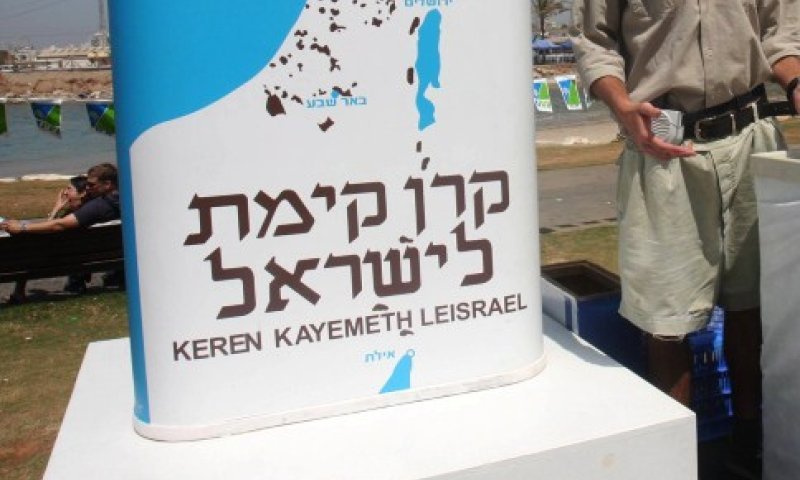 ירושלים
באר שבע
קרן קימת
לישראל
KEREN KAYEMETH LEISRAEL
אילת